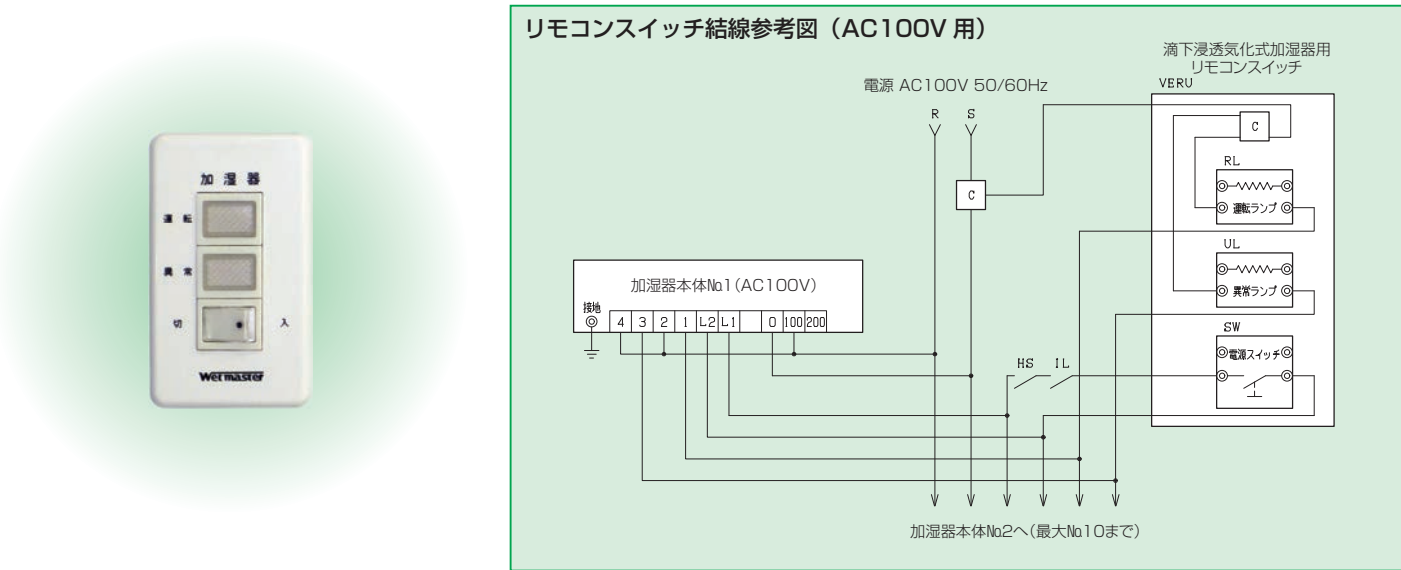 加湿器
運転
異常
切 入
Wetmaster
リモコンスイッチ結線参考図（AC100V 用）
滴下浸透気化式加湿器用
リモコンスイッチ
電源 AC100V 50/60Hz
VERU
R S
C
C
RL
運転ランプ
UL
異常ランプ
加湿器本体№1(AC100V)
接地
4 3 2 1 L2 L1 0 100 200
SW
電源スイッチ
HS IL
加湿器本体№2へ(最大№10まで)